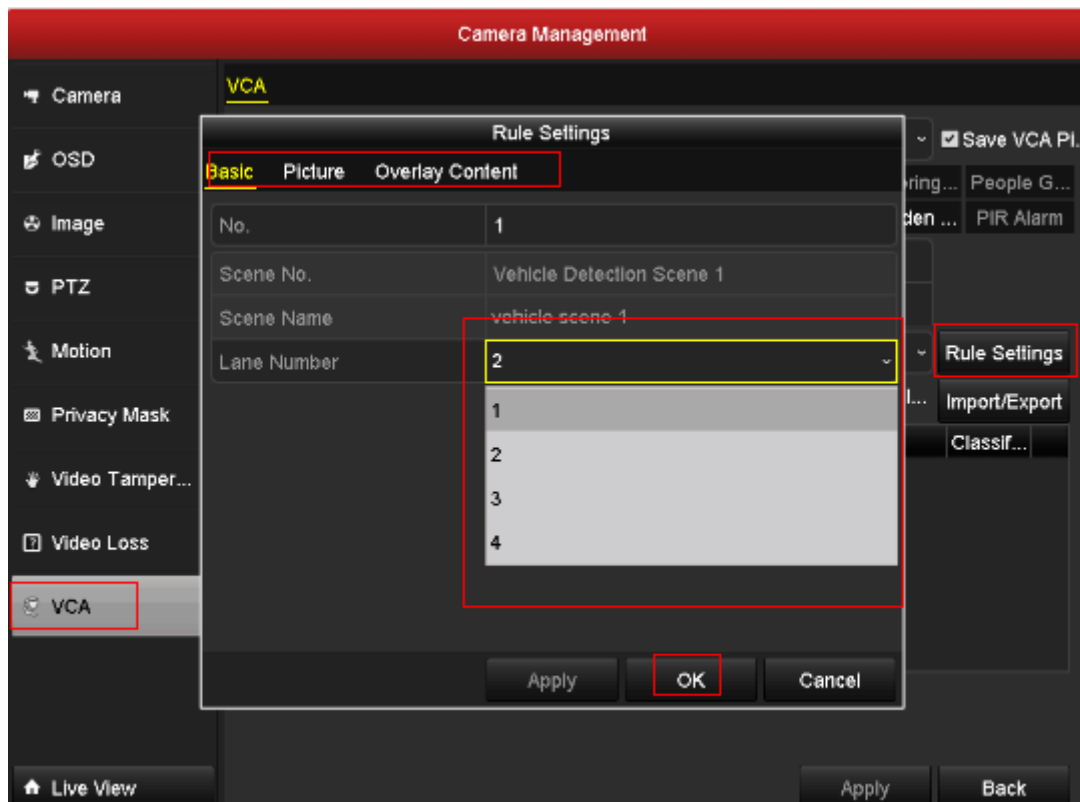 Camera Management
Camera
OSD
Image
PTZ
Motion
Privacy Mask
Video Tamper...
Video Loss
VCA
Live View
VCA
Save VCA Pi.
ring... People G...
den ... PIR Alarm
Rule Settings
Import/Export
Classif...
Rule Settings
Basic Picture Overlay Content
No. 1
Scene No. Vehicle Detection Scene 1
Scene Name vehicle scene 1
Lane Number 2
1
2
3
4
Apply OK Cancel
Apply Back